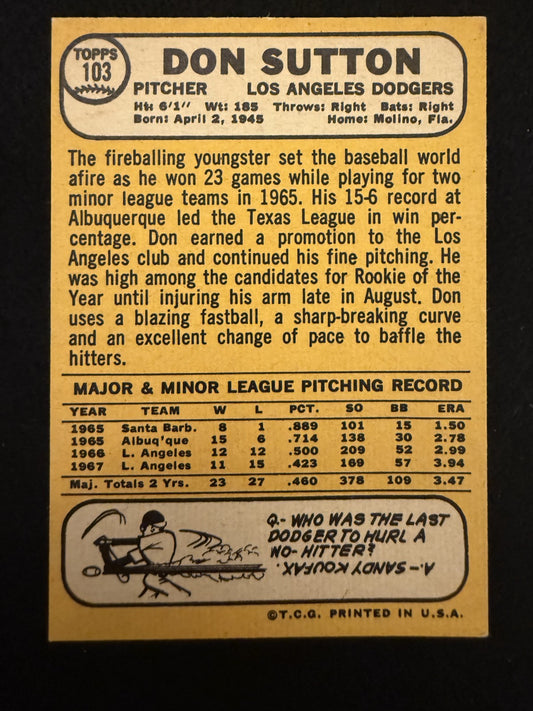 TOPPS
103
DON SUTTON
PITCHER LOS ANGELES DODGERS
Ht: 6'1" Wt: 185 Throws: Right Bats: Right
Born: April 2, 1945 Home: Molino, Fla.
The fireballing youngster set the baseball world
afire as he won 23 games while playing for two
minor league teams in 1965. His 15-6 record at
Albuquerque led the Texas League in win per-
centage. Don earned a promotion to the Los
Angeles club and continued his fine pitching. He
was high among the candidates for Rookie of the
Year until injuring his arm late in August. Don
uses a blazing fastball, a sharp-breaking curve
and an excellent change of pace to baffle the
hitters.
MAJOR & MINOR LEAGUE PITCHING RECORD
YEAR TEAM W L PCT. SO BB ERA
1965 Santa Barb. 8 1 .889 101 15 1.50
1965 Albuq'que 15 6 .714 138 30 2.78
1966 L. Angeles 12 12 .500 209 52 2.99
1967 L. Angeles 11 15 .423 169 57 3.94
Maj. Totals 2 Yrs. 23 27 .460 378 109 3.47
Q.- WHO WAS THE LAST
DODGER TO HURL A
NO-HITTER?
A.- SANDY KOUFAX.
©T.C.G. PRINTED IN U.S.A.